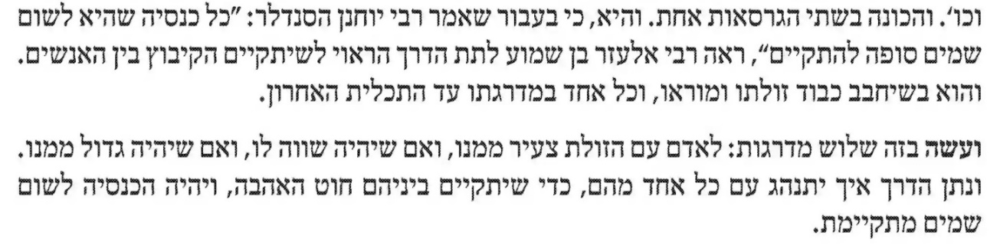 וכו'. והכונה בשתי הגרסאות אחת. והיא, כי בעבור שאמר רבי יוחנן הסנדלר: "כל כנסיה שהיא לשום
שמים סופה להתקיים", ראה רבי אלעזר בן שמוע לתת הדרך הראוי לשיתקיים הקיבוץ בין האנשים.
והוא בשיחבב כבוד זולתו ומוראו, וכל אחד במדרגתו עד התכלית האחרון.
ועשה בזה שלוש מדרגות: לאדם עם הזולת צעיר ממנו, ואם שיהיה שווה לו, ואם שיהיה גדול ממנו.
ונתן הדרך איך יתנהג עם כל אחד מהם, כדי שיתקיים ביניהם חוט האהבה, ויהיה הכנסיה לשום
שמים מתקיימת.